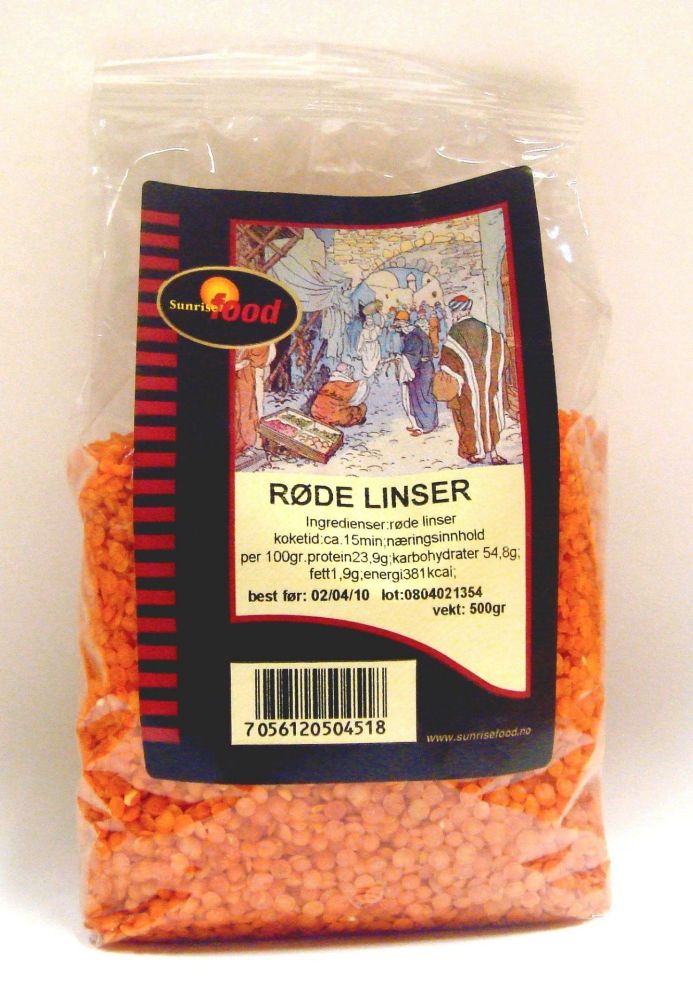 Sunrise food
RØDE LINSER
Ingredienser:røde linser
koketid:ca.15min;næringsinnhold
per 100gr.protein23,9g;karbohydrater 54,8g;
fett1,9g;energi381kcai;
best før: 02/04/10 lot:0804021354
vekt: 500gr
7056120504518
www.sunrisefood.no